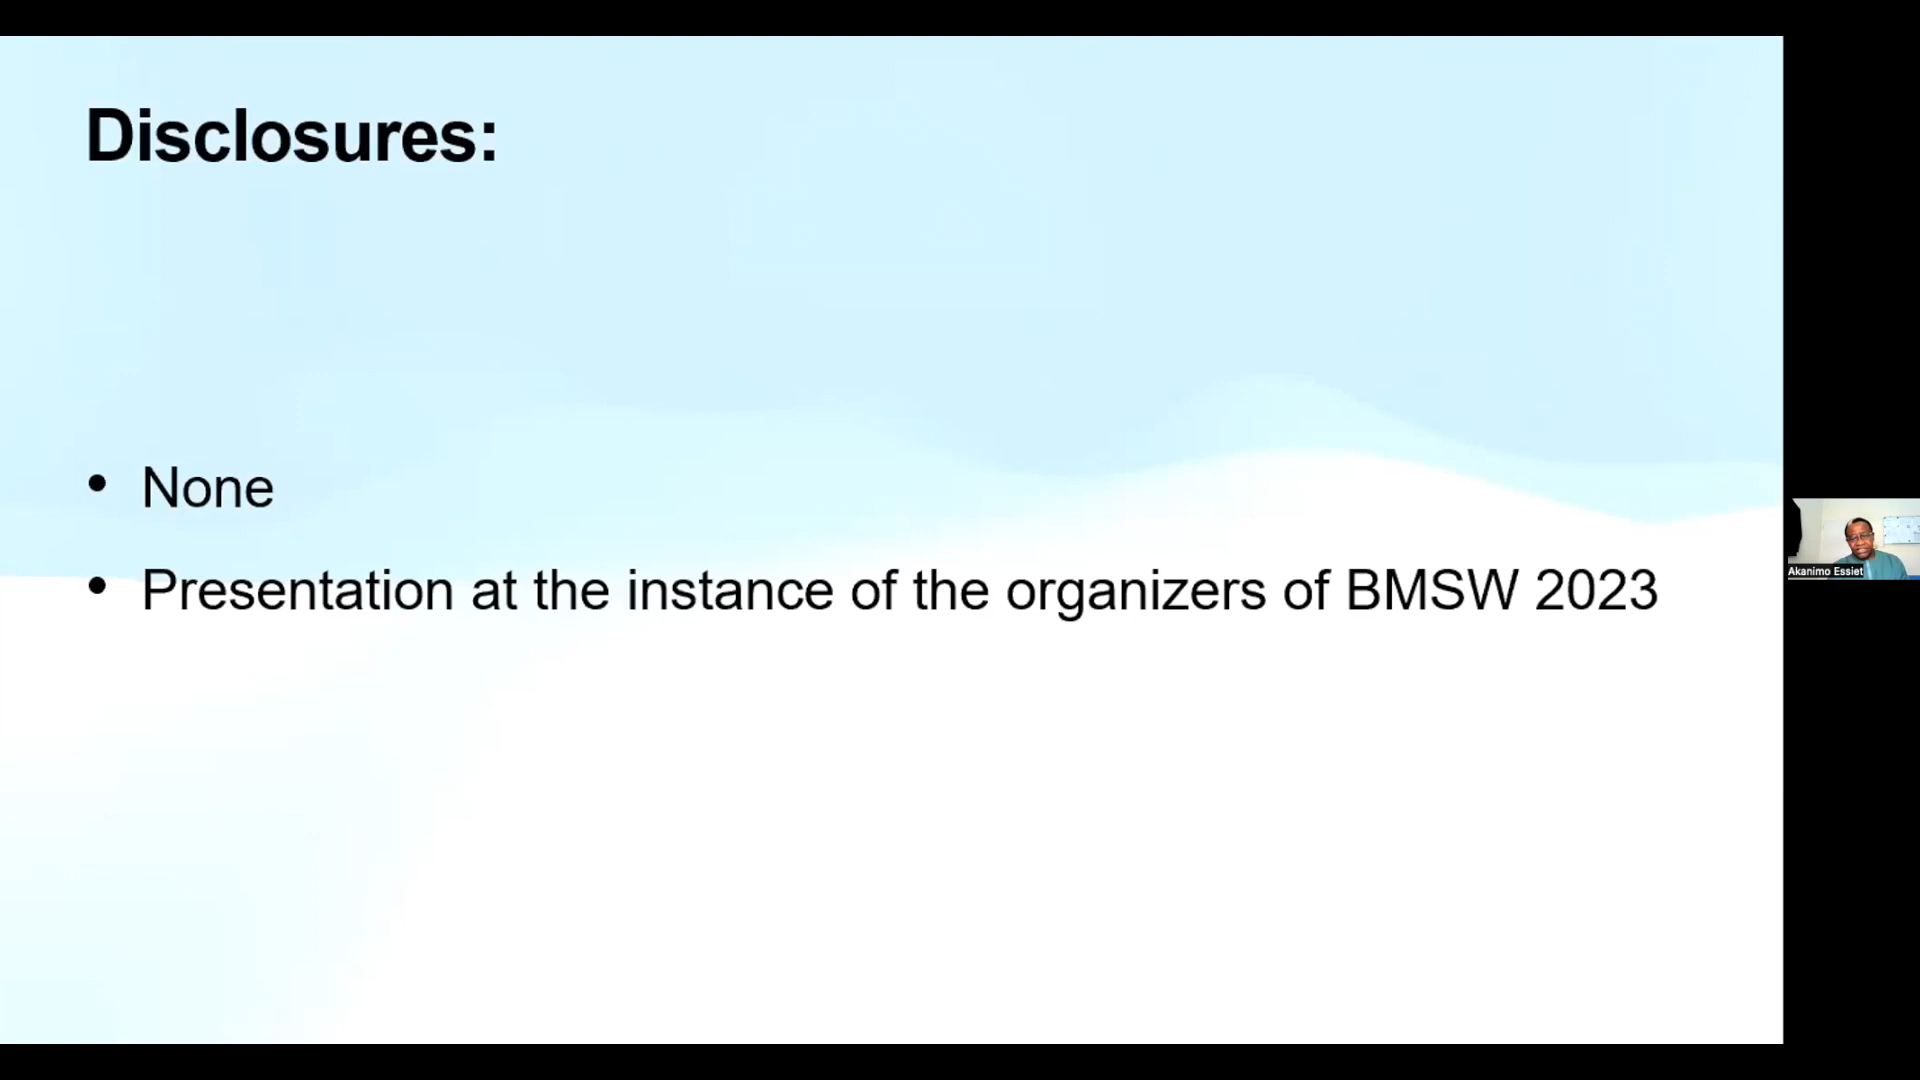 Disclosures:
• None
• Presentation at the instance of the organizers of BMSW 2023
Akanimo Essiet